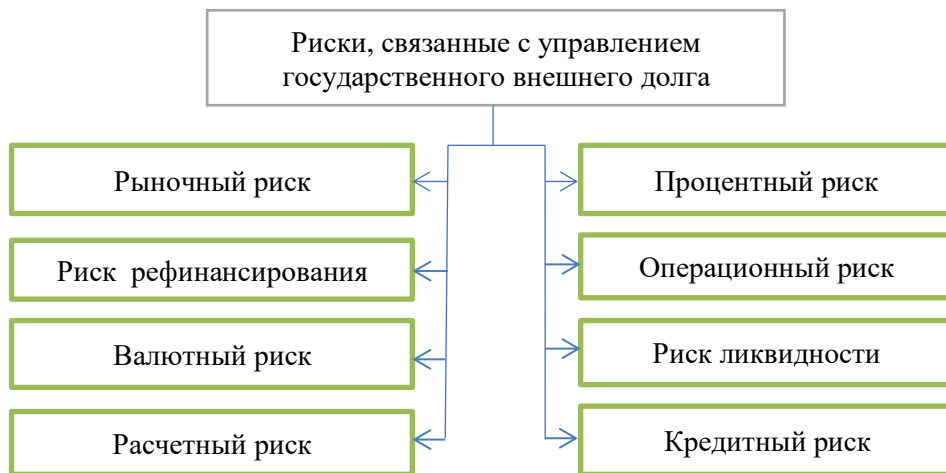 Риски, связанные с управлением
государственного внешнего долга
Рыночный риск
Процентный риск
Риск рефинансирования
Операционный риск
Валютный риск
Риск ликвидности
Расчетный риск
Кредитный риск